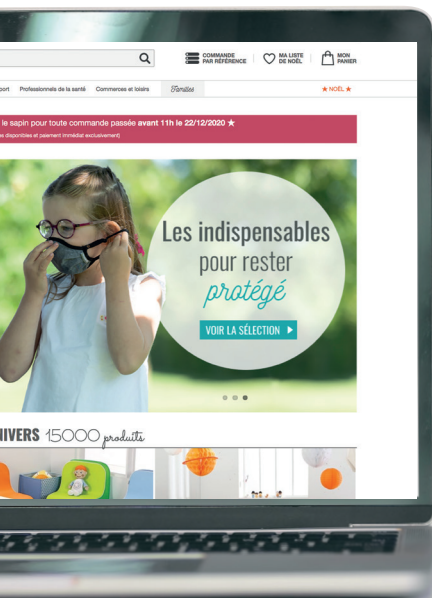 COMMANDE
PAR RÉFÉRENCE
MA LISTE
DE NOËL
MON
PANIER
port Professionnels de la santé Commerces et loisirs Familles ★ NOËL ★
le sapin pour toute commande passée avant 11h le 22/12/2020 ★
s disponibles et paiement immédiat exclusivement)
Les indispensables
pour rester
protégé
VOIR LA SÉLECTION
NIVERS 15000 produits